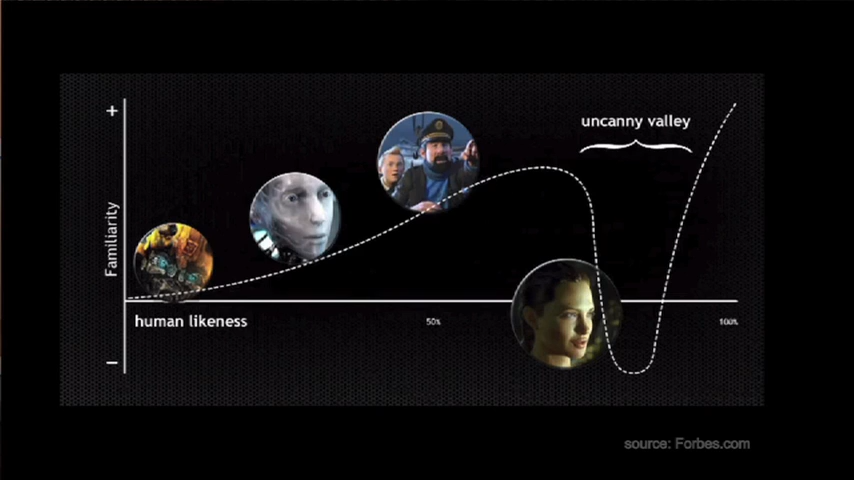 +
uncanny valley
Familiarity
human likeness
50%
100%
−
source: Forbes.com